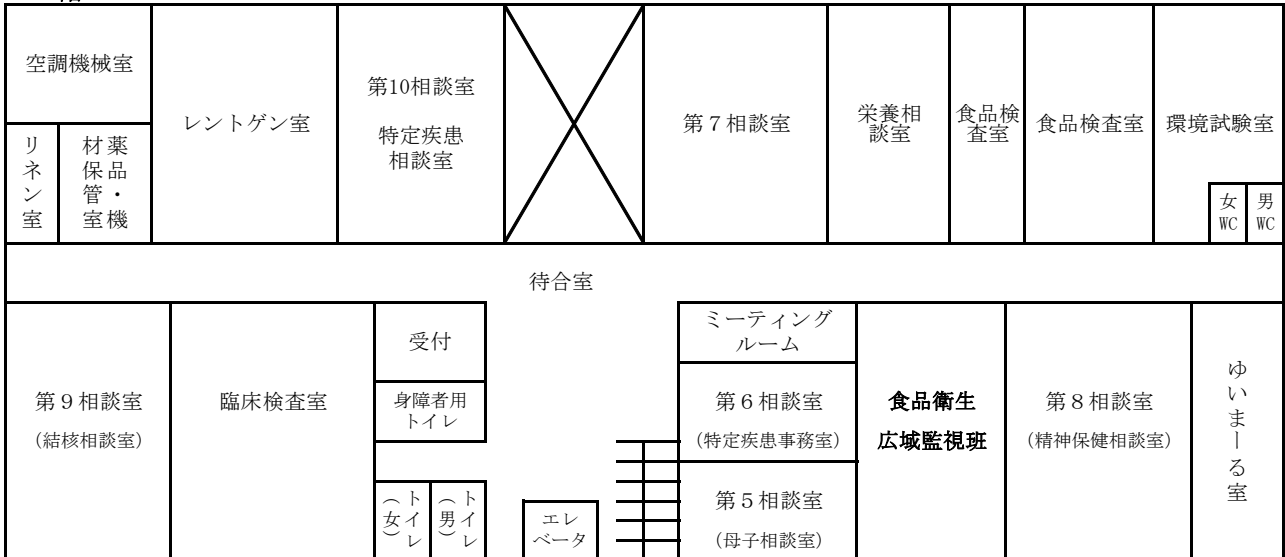 空調機械室
リネン室
薬品・機
材保管室
レントゲン室
第10相談室
特定疾患
相談室
第7相談室
栄養相
談室
食品検
査室
食品検査室
環境試験室
女
WC
男
WC
待合室
第9相談室
(結核相談室)
臨床検査室
受付
身障者用
トイレ
トイレ
(女)
トイレ
(男)
エレ
ベータ
ミーティング
ルーム
第6相談室
(特定疾患事務室)
第5相談室
(母子相談室)
食品衛生
広域監視班
第8相談室
(精神保健相談室)
ゆいまーる室